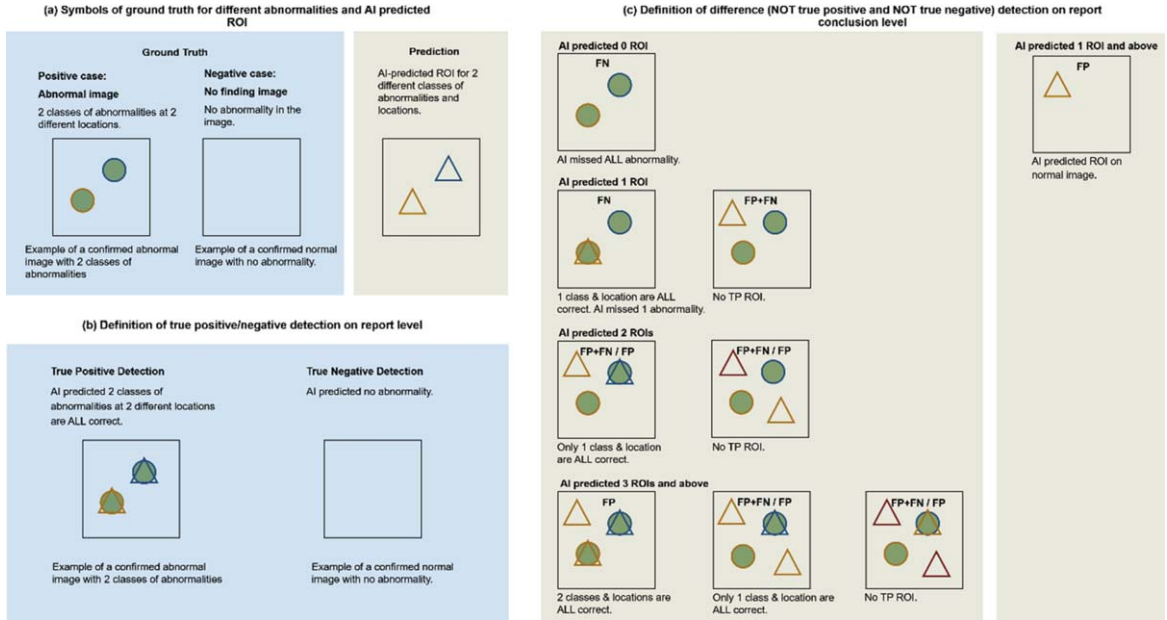 (a) Symbols of ground truth for different abnormalities and AI predicted
ROI
Ground Truth
Positive case:
Abnormal image
2 classes of abnormalities at 2
different locations.
Negative case:
No finding image
No abnormality in the
image.
Example of a confirmed abnormal
image with 2 classes of
abnormalities
Example of a confirmed normal
image with no abnormality.
Prediction
AI-predicted ROI for 2
different classes of
abnormalities and
locations.
(b) Definition of true positive/negative detection on report level
True Positive Detection
AI predicted 2 classes of
abnormalities at 2 different locations
are ALL correct.
Example of a confirmed abnormal
image with 2 classes of abnormalities
True Negative Detection
AI predicted no abnormality.
Example of a confirmed normal
image with no abnormality.
(c) Definition of difference (NOT true positive and NOT true negative) detection on report
conclusion level
AI predicted 0 ROI
FN
AI missed ALL abnormality.
AI predicted 1 ROI
FN
1 class & location are ALL
correct. AI missed 1 abnormality.
FP+FN
No TP ROI.
AI predicted 2 ROIs
FP+FN / FP
Only 1 class & location
are ALL correct.
FP+FN / FP
No TP ROI.
AI predicted 3 ROIs and above
FP
2 classes & locations are
ALL correct.
FP+FN / FP
Only 1 class & location are
ALL correct.
FP+FN / FP
No TP ROI.
AI predicted 1 ROI and above
FP
AI predicted ROI on
normal image.